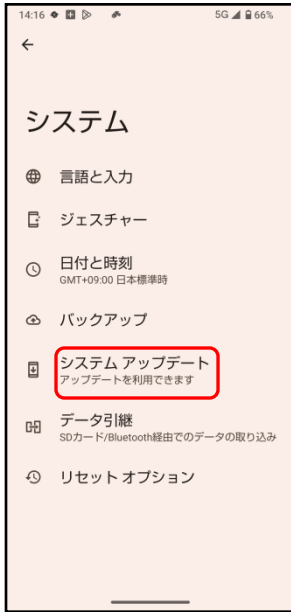 14:16 5G 66%
システム
言語と入力
ジェスチャー
日付と時刻
GMT+09:00 日本標準時
バックアップ
システム アップデート
アップデートを利用できます
データ引継
SDカード/Bluetooth経由でのデータの取り込み
リセット オプション